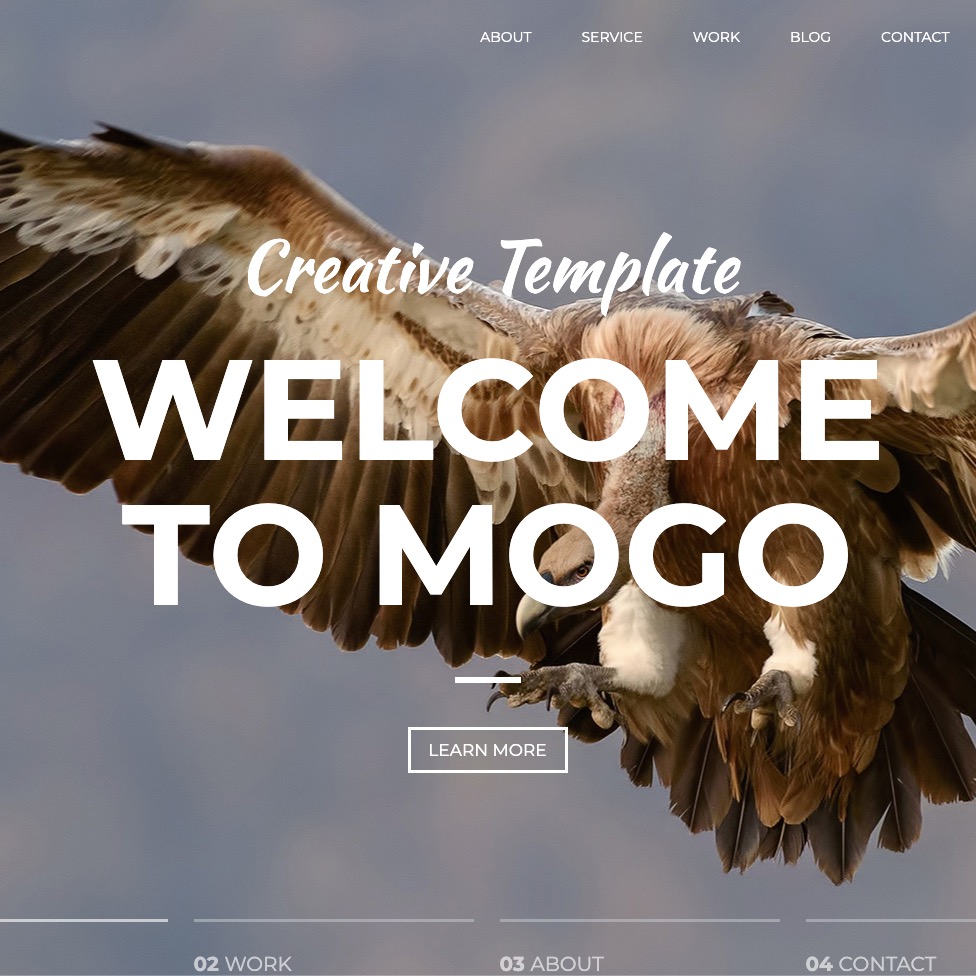 ABOUT SERVICE WORK BLOG CONTACT
Creative Template
WELCOME
TO MOGO
LEARN MORE
02 WORK 03 ABOUT 04 CONTACT